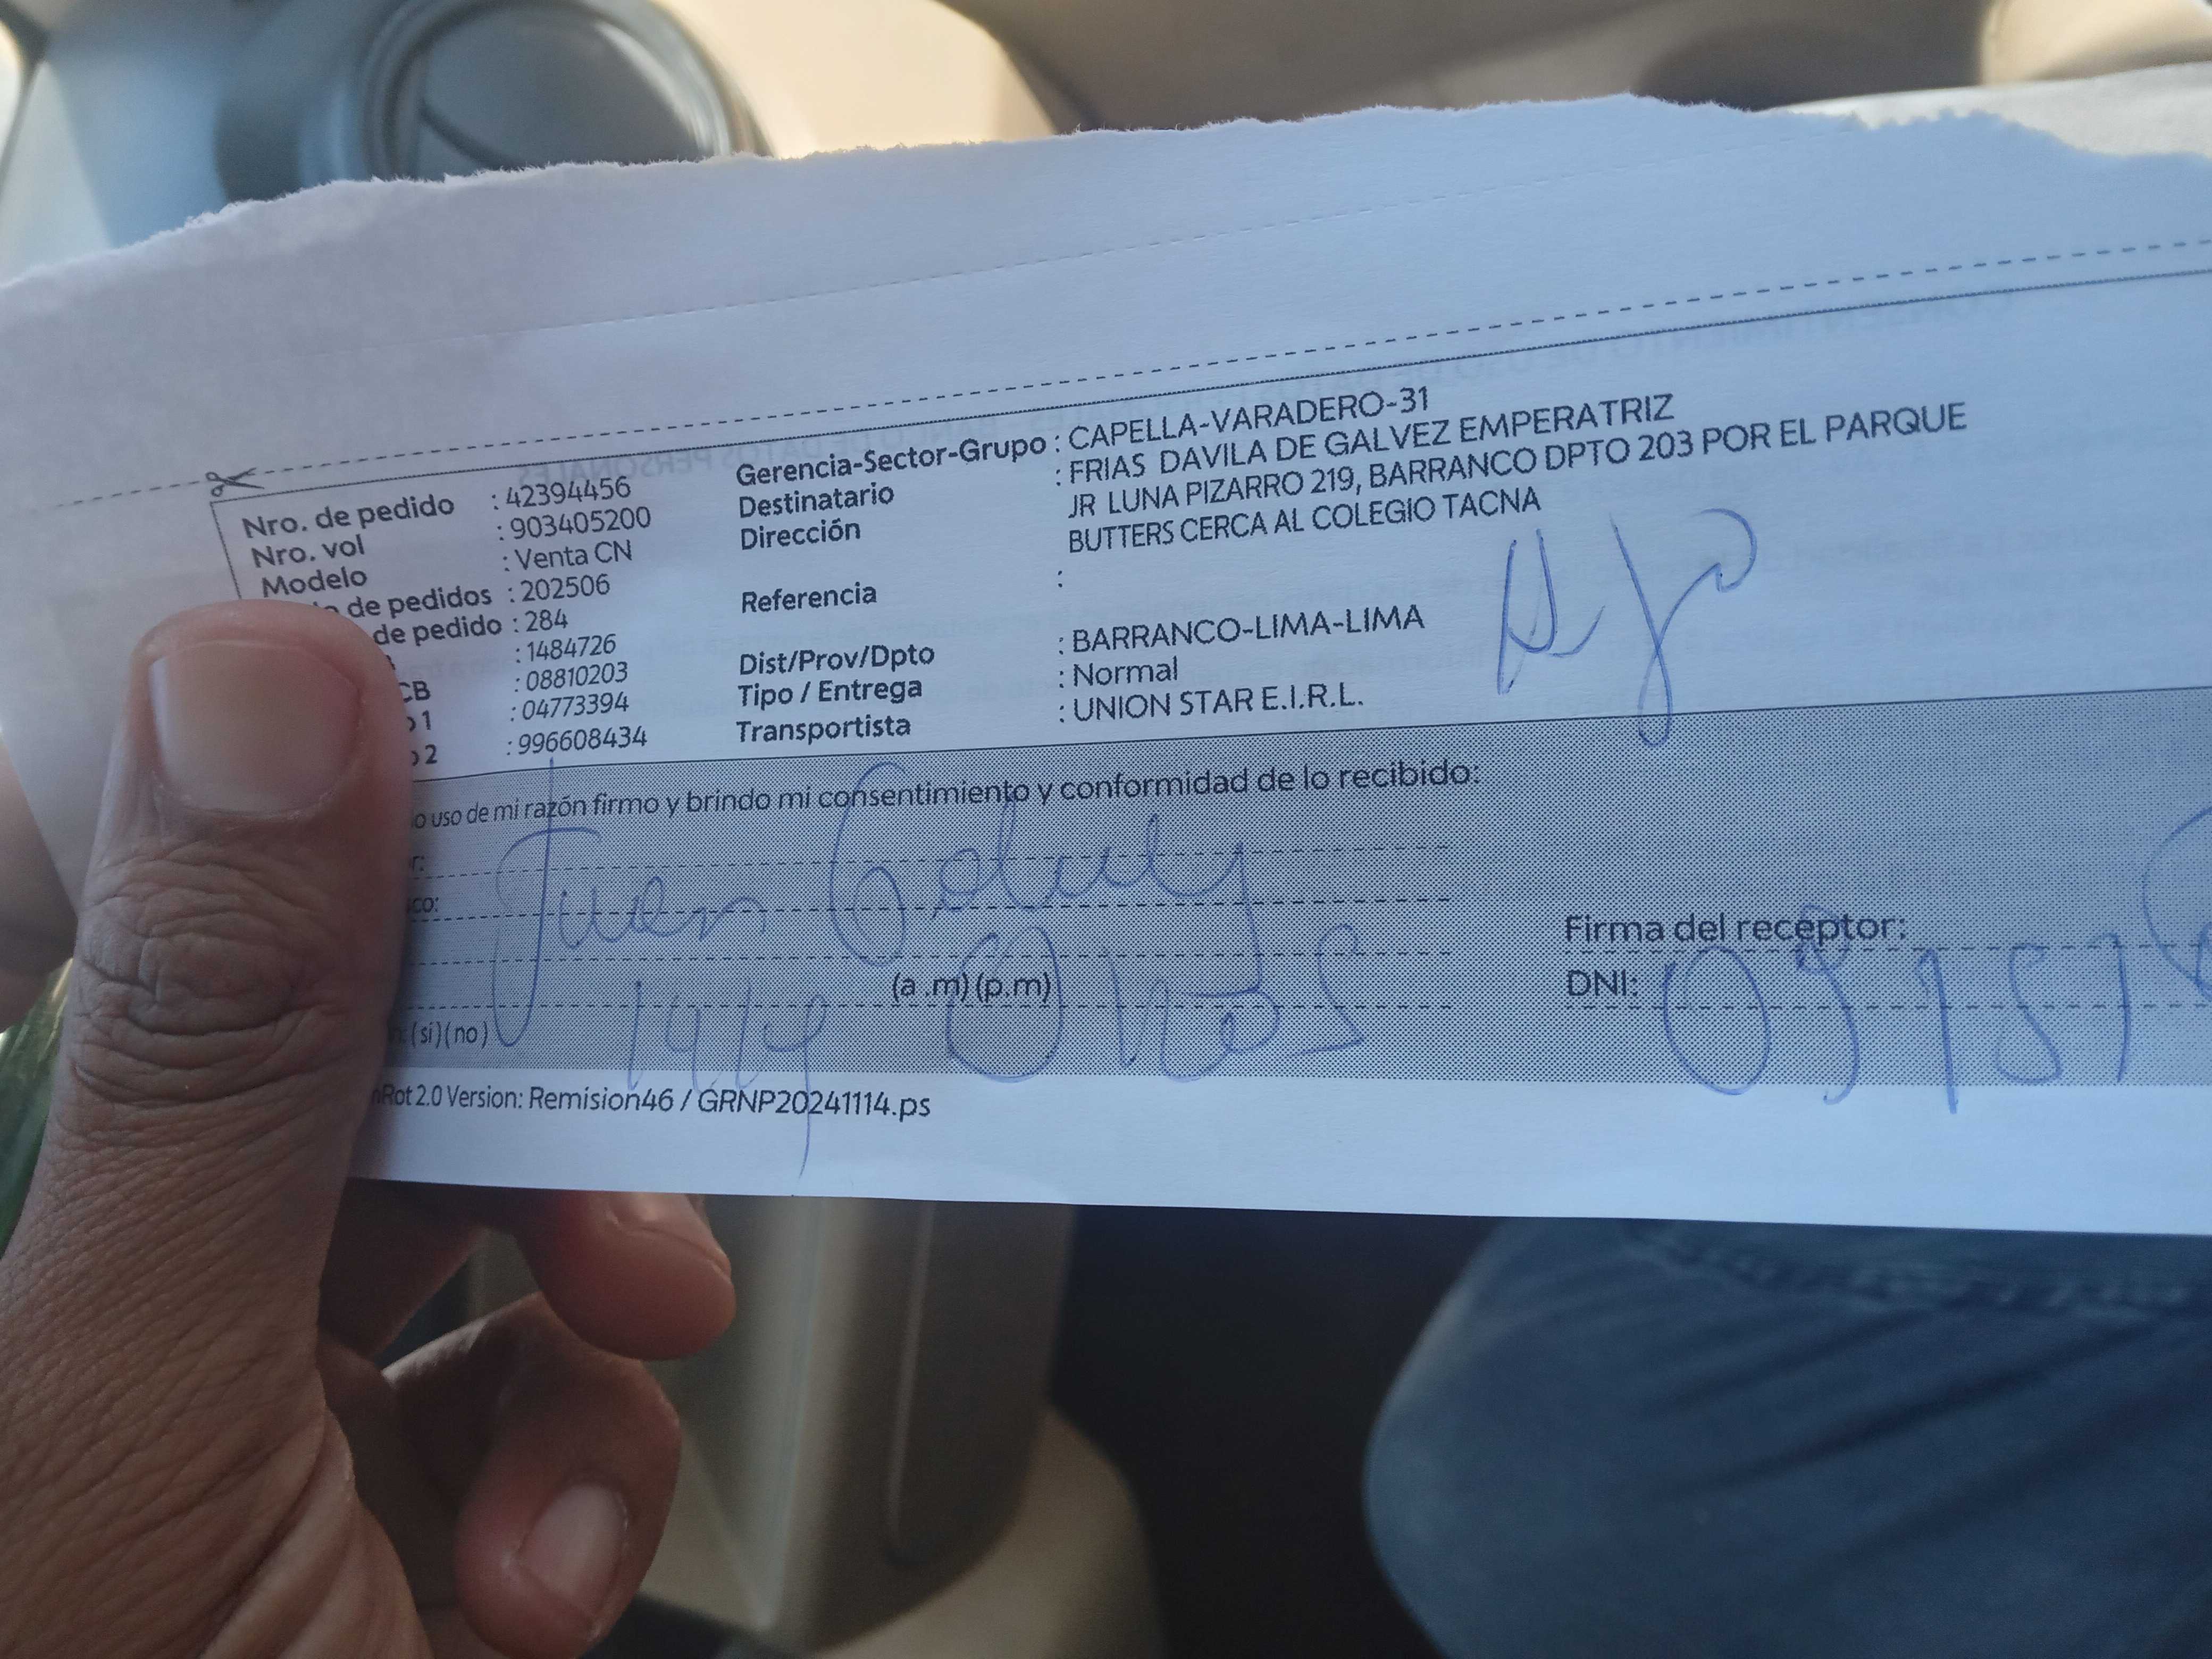 Nro. de pedido : 42394456
Nro. vol : 903405200
Modelo : Venta CN
de pedidos : 202506
de pedido : 284
: 1484726
CB : 08810203
o 1 : 04773394
o 2 : 996608434
Gerencia-Sector-Grupo : CAPELLA-VARADERO-31
Destinatario : FRIAS DAVILA DE GALVEZ EMPERATRIZ
Dirección : JR LUNA PIZARRO 219, BARRANCO DPTO 203 POR EL PARQUE
BUTTERS CERCA AL COLEGIO TACNA
Referencia :
Dist/Prov/Dpto : BARRANCO-LIMA-LIMA
Tipo / Entrega : Normal
Transportista : UNION STAR E.I.R.L.
o uso de mi razón firmo y brindo mi consentimiento y conformidad de lo recibido:
r:
Juan
co:
Firma del receptor:
(a .m) (p.m)
DNI:
(si) (no)
Rot 2.0 Version: Remision46 / GRNP20241114.ps